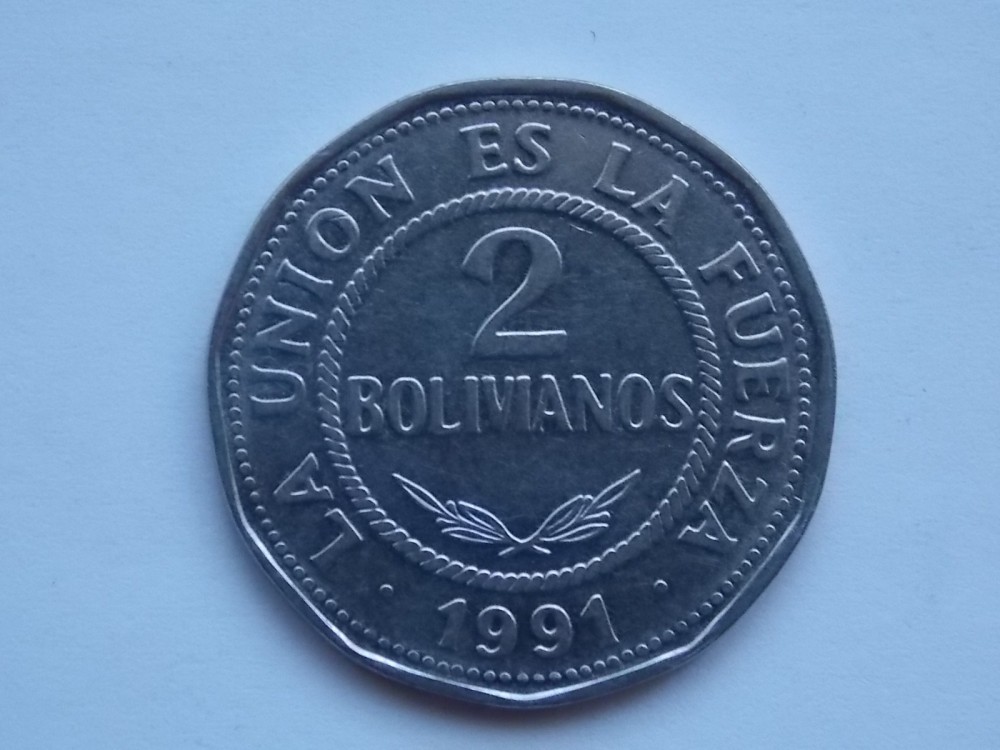 LA UNION ES LA FUERZA
2
BOLIVIANOS
· 1991 ·